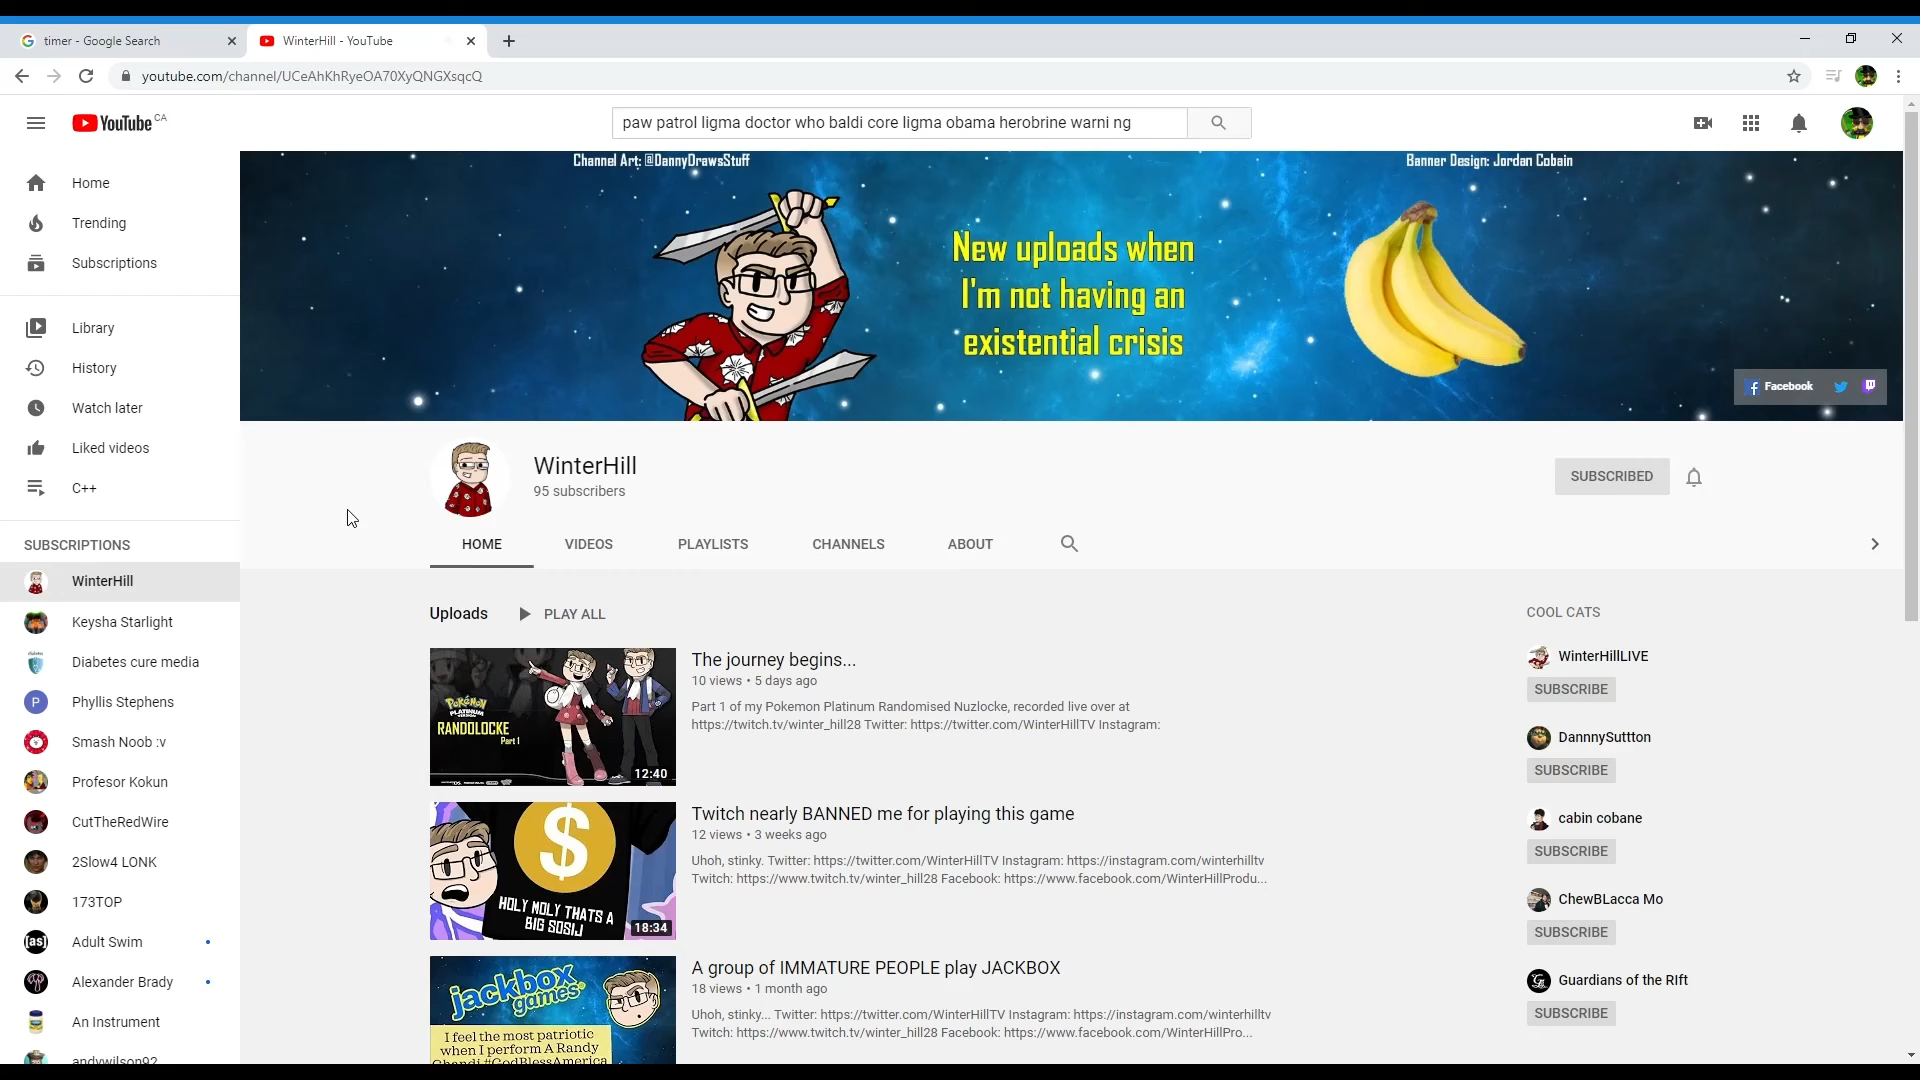 timer - Google Search
WinterHill - YouTube
youtube.com/channel/UCeAhKhRyeOA70XyQNGXsqcQ
YouTube CA
paw patrol ligma doctor who baldi core ligma obama herobrine warni ng
Home
Trending
Subscriptions
Library
History
Watch later
Liked videos
C++
SUBSCRIPTIONS
WinterHill
Keysha Starlight
Diabetes cure media
P
Phyllis Stephens
Smash Noob :v
Profesor Kokun
CutTheRedWire
2Slow4 LONK
173TOP
[as]
Adult Swim
Alexander Brady
An Instrument
andywilson92
Channel Art: @DannyDrawsStuff
Banner Design: Jordan Cobain
New uploads when
I'm not having an
existential crisis
Facebook
WinterHill
95 subscribers
SUBSCRIBED
HOME
VIDEOS
PLAYLISTS
CHANNELS
ABOUT
Uploads
PLAY ALL
POKéMON
PLATINUM
VERSION
RANDOLOCKE
Part 1
12:40
The journey begins...
10 views • 5 days ago
Part 1 of my Pokemon Platinum Randomised Nuzlocke, recorded live over at
https://twitch.tv/winter_hill28 Twitter: https://twitter.com/WinterHillTV Instagram:
$
HOLY MOLY THATS A
BIG SOSIJ
18:34
Twitch nearly BANNED me for playing this game
12 views • 3 weeks ago
Uhoh, stinky. Twitter: https://twitter.com/WinterHillTV Instagram: https://instagram.com/winterhilltv
Twitch: https://www.twitch.tv/winter_hill28 Facebook: https://www.facebook.com/WinterHillProdu...
jackbox
games
I feel the most patriotic
when I perform A Randy
Ghandi #GodBlessAmerica
A group of IMMATURE PEOPLE play JACKBOX
18 views • 1 month ago
Uhoh, stinky... Twitter: https://twitter.com/WinterHillTV Instagram: https://instagram.com/winterhilltv
Twitch: https://www.twitch.tv/winter_hill28 Facebook: https://www.facebook.com/WinterHillPro...
COOL CATS
WinterHillLIVE
SUBSCRIBE
DannnySuttton
SUBSCRIBE
cabin cobane
SUBSCRIBE
ChewBLacca Mo
SUBSCRIBE
Guardians of the RIft
SUBSCRIBE